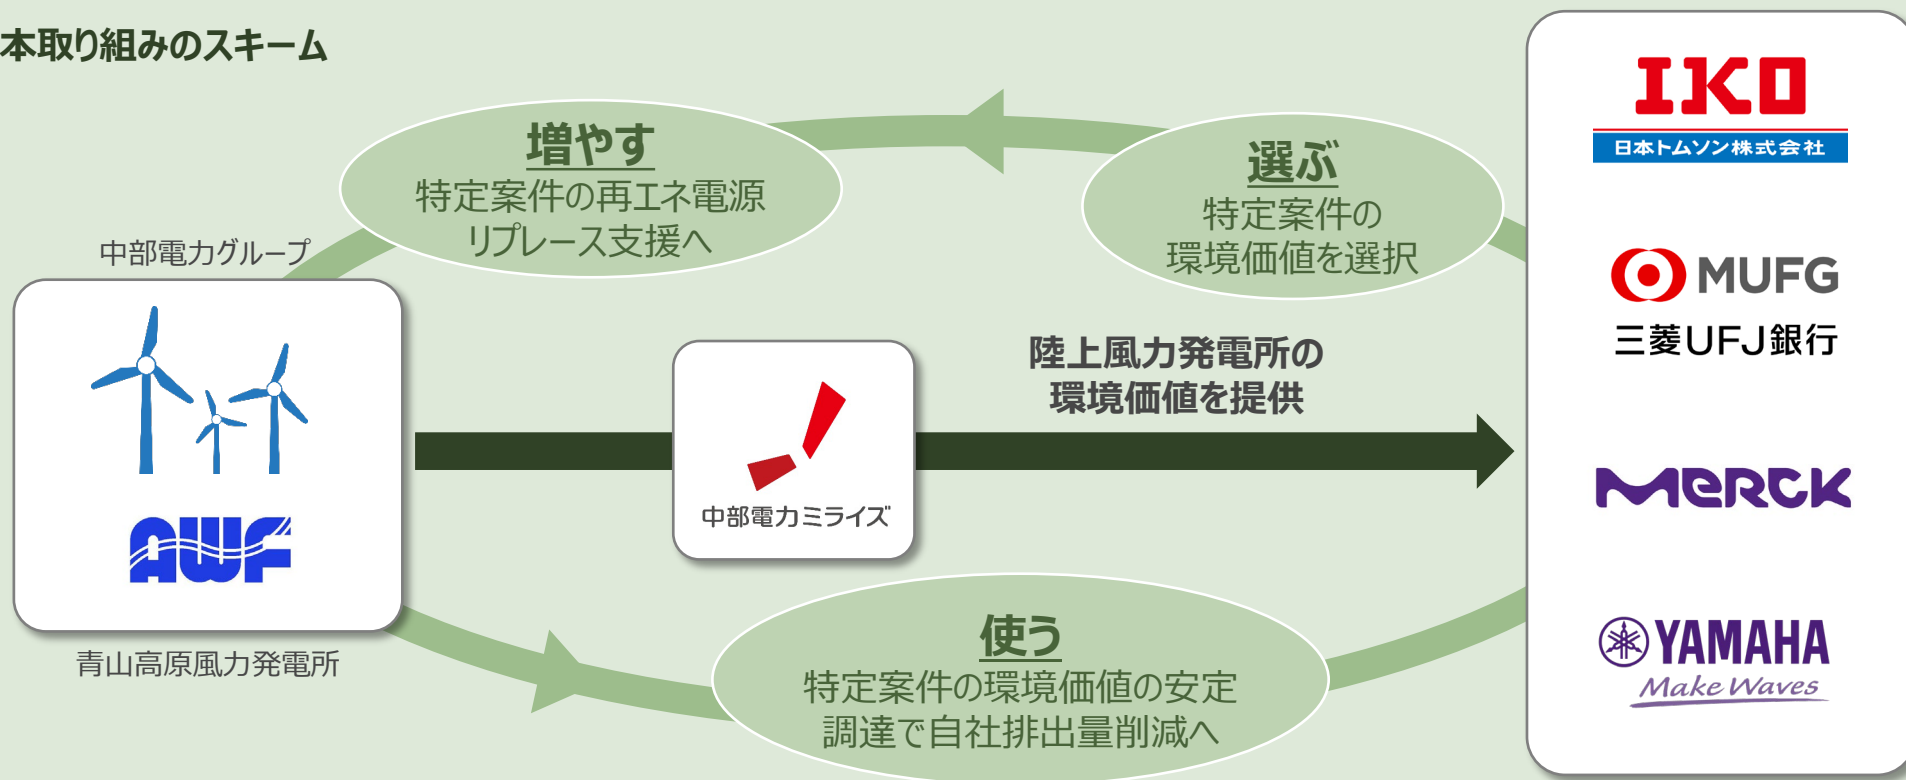 本取り組みのスキーム
増やす
特定案件の再エネ電源
リプレース支援へ
選ぶ
特定案件の
環境価値を選択
中部電力グループ
AWF
青山高原風力発電所
中部電力ミライズ
陸上風力発電所の
環境価値を提供
使う
特定案件の環境価値の安定
調達で自社排出量削減へ
IKO
日本トムソン株式会社
MUFG
三菱UFJ銀行
MERCK
YAMAHA
Make Waves